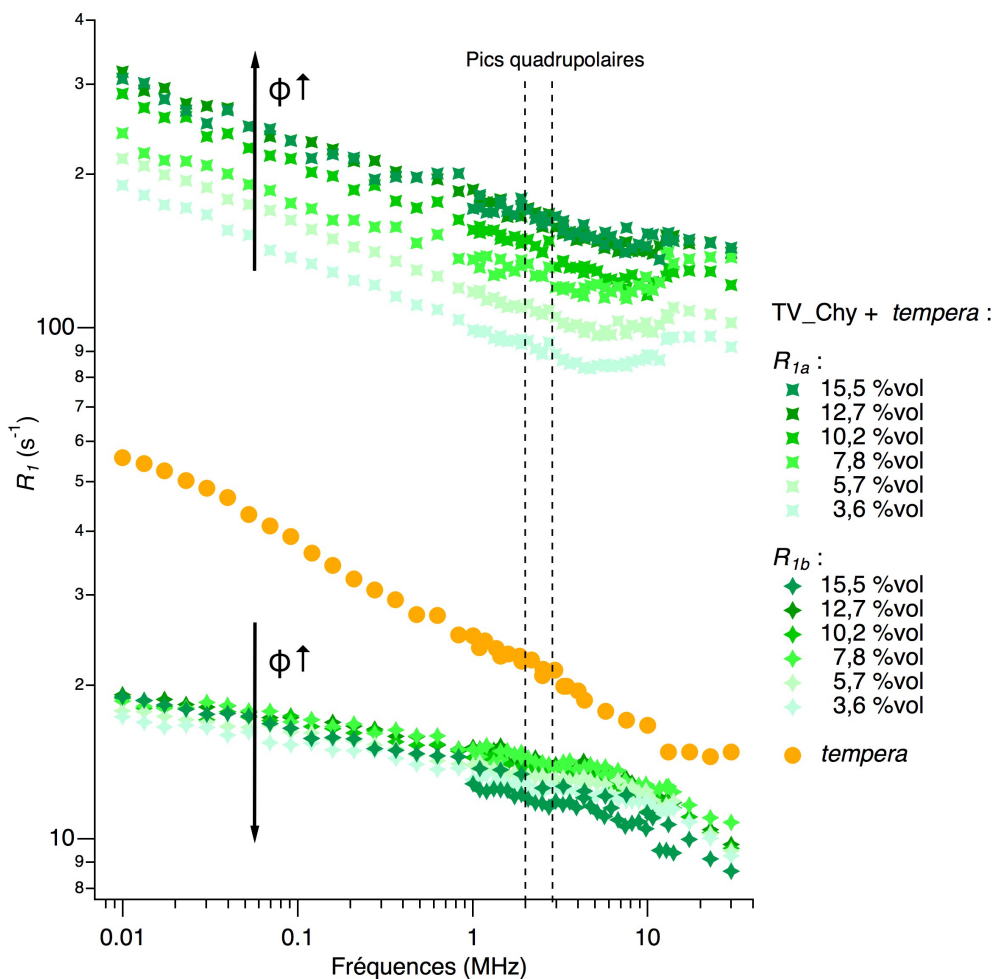 4
3
Pics quadrupolaires
ϕ↑
2
100
9
8
7
6
5
4
3
2
10
9
8
R1 (s-1)
ϕ↑
0.01 0.1 1 10
Fréquences (MHz)
TV_Chy + tempera :
R1a :
15,5 %vol
12,7 %vol
10,2 %vol
7,8 %vol
5,7 %vol
3,6 %vol
R1b :
15,5 %vol
12,7 %vol
10,2 %vol
7,8 %vol
5,7 %vol
3,6 %vol
tempera